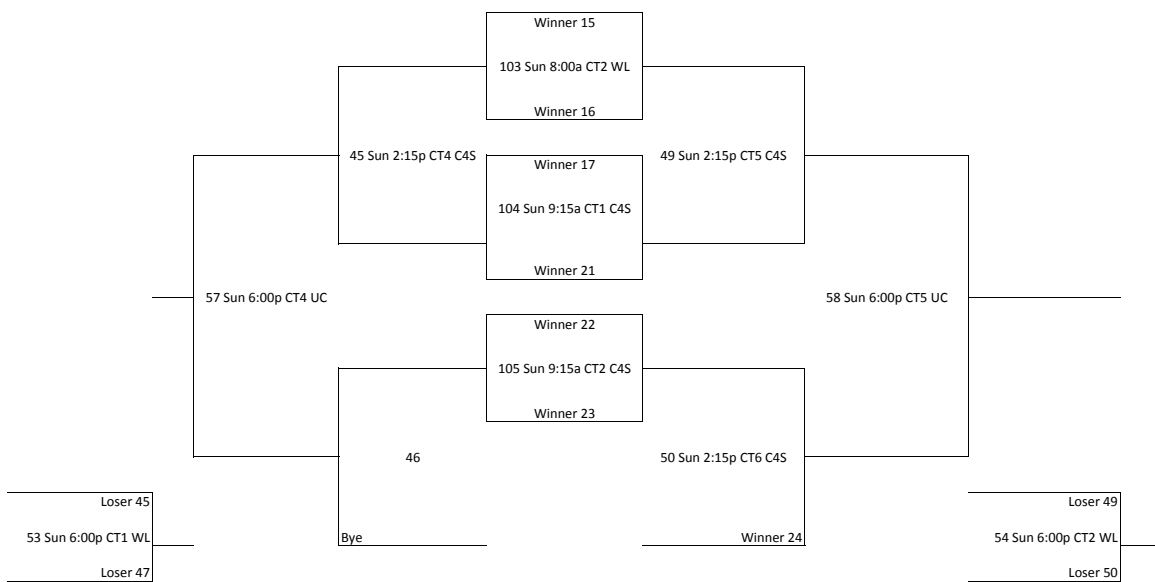 Winner 15
103 Sun 8:00a CT2 WL
Winner 16
45 Sun 2:15p CT4 C4S
49 Sun 2:15p CT5 C4S
Winner 17
104 Sun 9:15a CT1 C4S
Winner 21
57 Sun 6:00p CT4 UC
58 Sun 6:00p CT5 UC
Winner 22
105 Sun 9:15a CT2 C4S
Winner 23
46
50 Sun 2:15p CT6 C4S
Loser 45
Loser 49
53 Sun 6:00p CT1 WL
Bye
Winner 24
54 Sun 6:00p CT2 WL
Loser 47
Loser 50